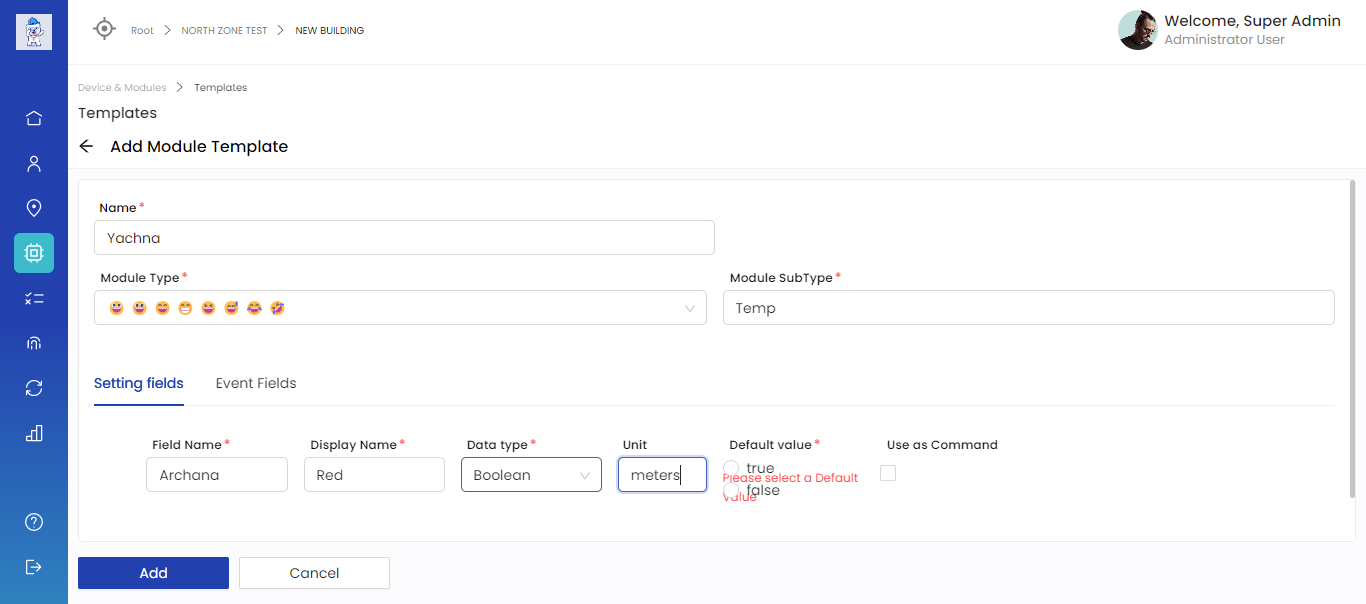 Root > NORTH ZONE TEST > NEW BUILDING
Welcome, Super Admin
Administrator User
Device & Modules > Templates
Templates
← Add Module Template
Name *
Yachna
Module Type * Module SubType *
😀 😃 😄 😁 😆 😅 😂 🤣 Temp
Setting fields Event Fields
Field Name * Display Name * Data type * Unit Default value * Use as Command
Archana Red Boolean meters true
Please select a Default
false
Value
Add Cancel